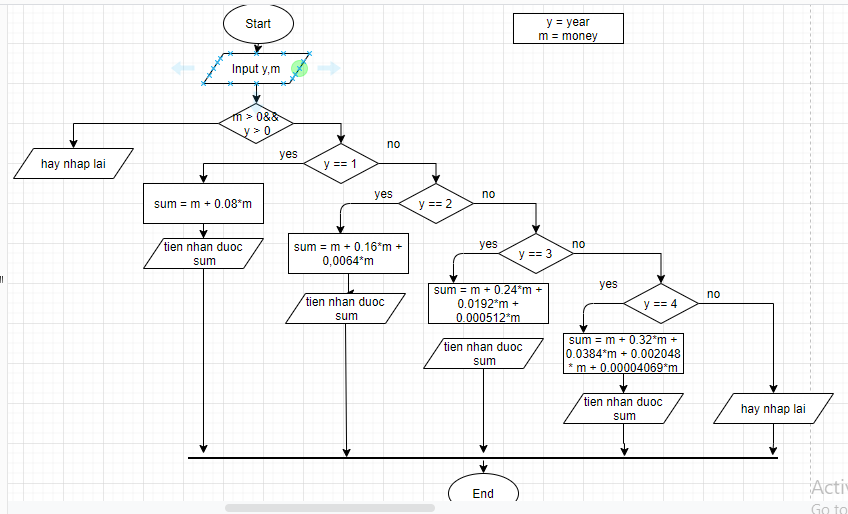 Start
y = year
m = money
Input y,m
m > 0&&
y > 0
no
hay nhap lai
yes
y == 1
yes
no
sum = m + 0.08*m
y == 2
yes
no
tien nhan duoc
sum
sum = m + 0.16*m +
0,0064*m
y == 3
yes
no
sum = m + 0.24*m +
0.0192*m +
0.000512*m
tien nhan duoc
sum
y == 4
sum = m + 0.32*m +
0.0384*m + 0.002048
* m + 0.00004069*m
tien nhan duoc
sum
tien nhan duoc
sum
hay nhap lai
End
Activ
Go to